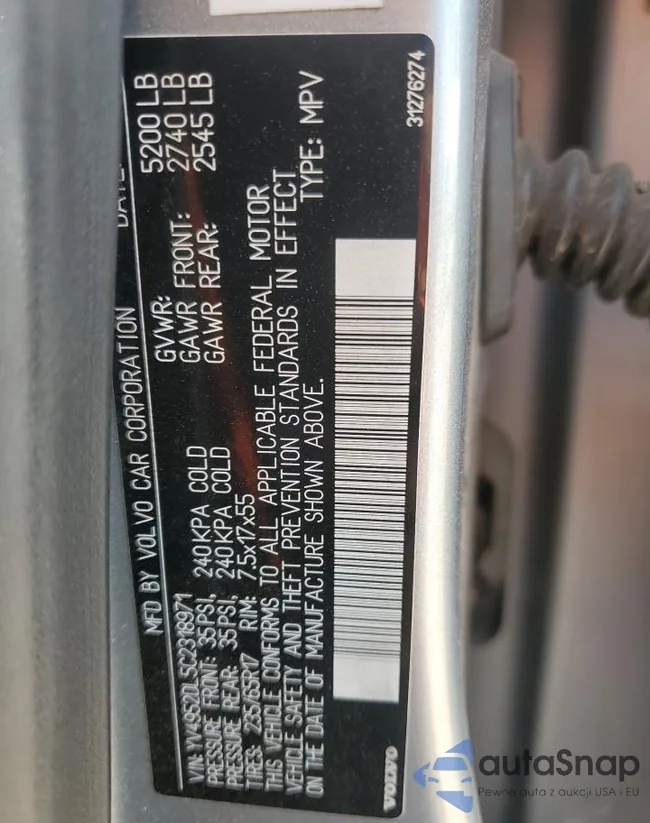 MFD BY VOLVO CAR CORPORATION DATE:
GVWR: 5200 LB
GAWR FRONT: 2740 LB
GAWR REAR: 2545 LB
VIN: YV4952DL5C2318971
PRESSURE FRONT: 35PSI, 240KPA COLD
PRESSURE REAR: 35PSI, 240KPA COLD
TIRES: 235/65R17 RIM: 7.5x17x55
THIS VEHICLE CONFORMS TO ALL APPLICABLE FEDERAL MOTOR
VEHICLE SAFETY AND THEFT PREVENTION STANDARDS IN EFFECT
ON THE DATE OF MANUFACTURE SHOWN ABOVE.
TYPE: MPV
VOLVO
31276274
autaSnap
Pewne auta z aukcji USA i EU